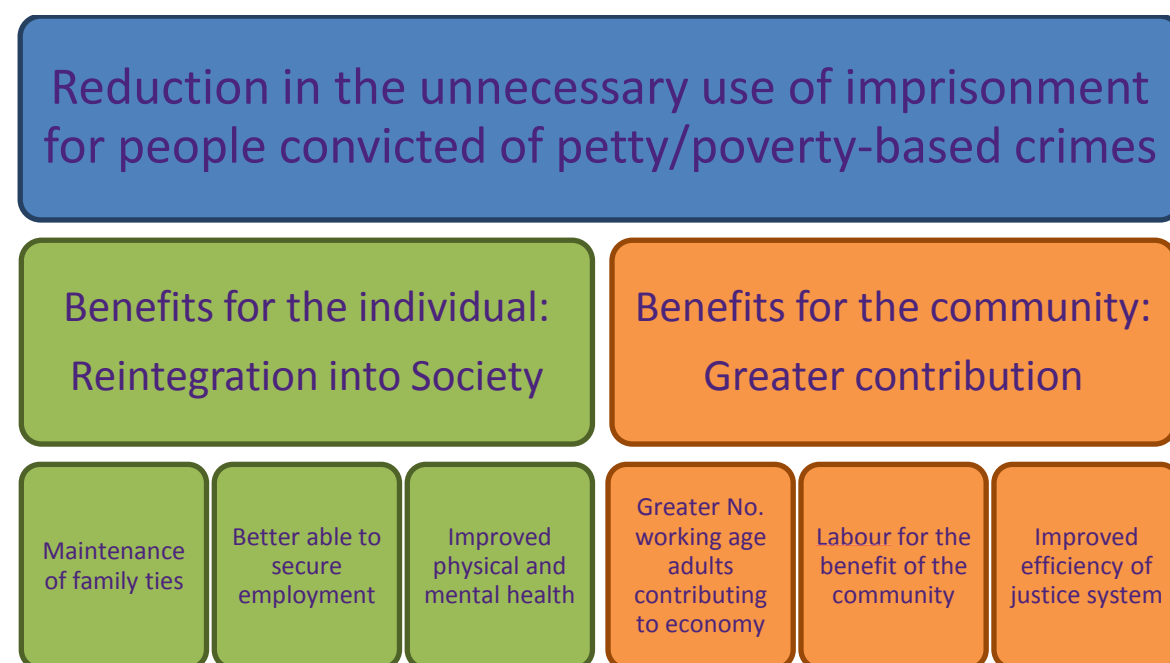 Reduction in the unnecessary use of imprisonment
for people convicted of petty/poverty-based crimes
Benefits for the individual:
Reintegration into Society
Benefits for the community:
Greater contribution
Maintenance
of family ties
Better able to
secure
employment
Improved
physical and
mental health
Greater No.
working age
adults
contributing
to economy
Labour for the
benefit of the
community
Improved
efficiency of
justice system